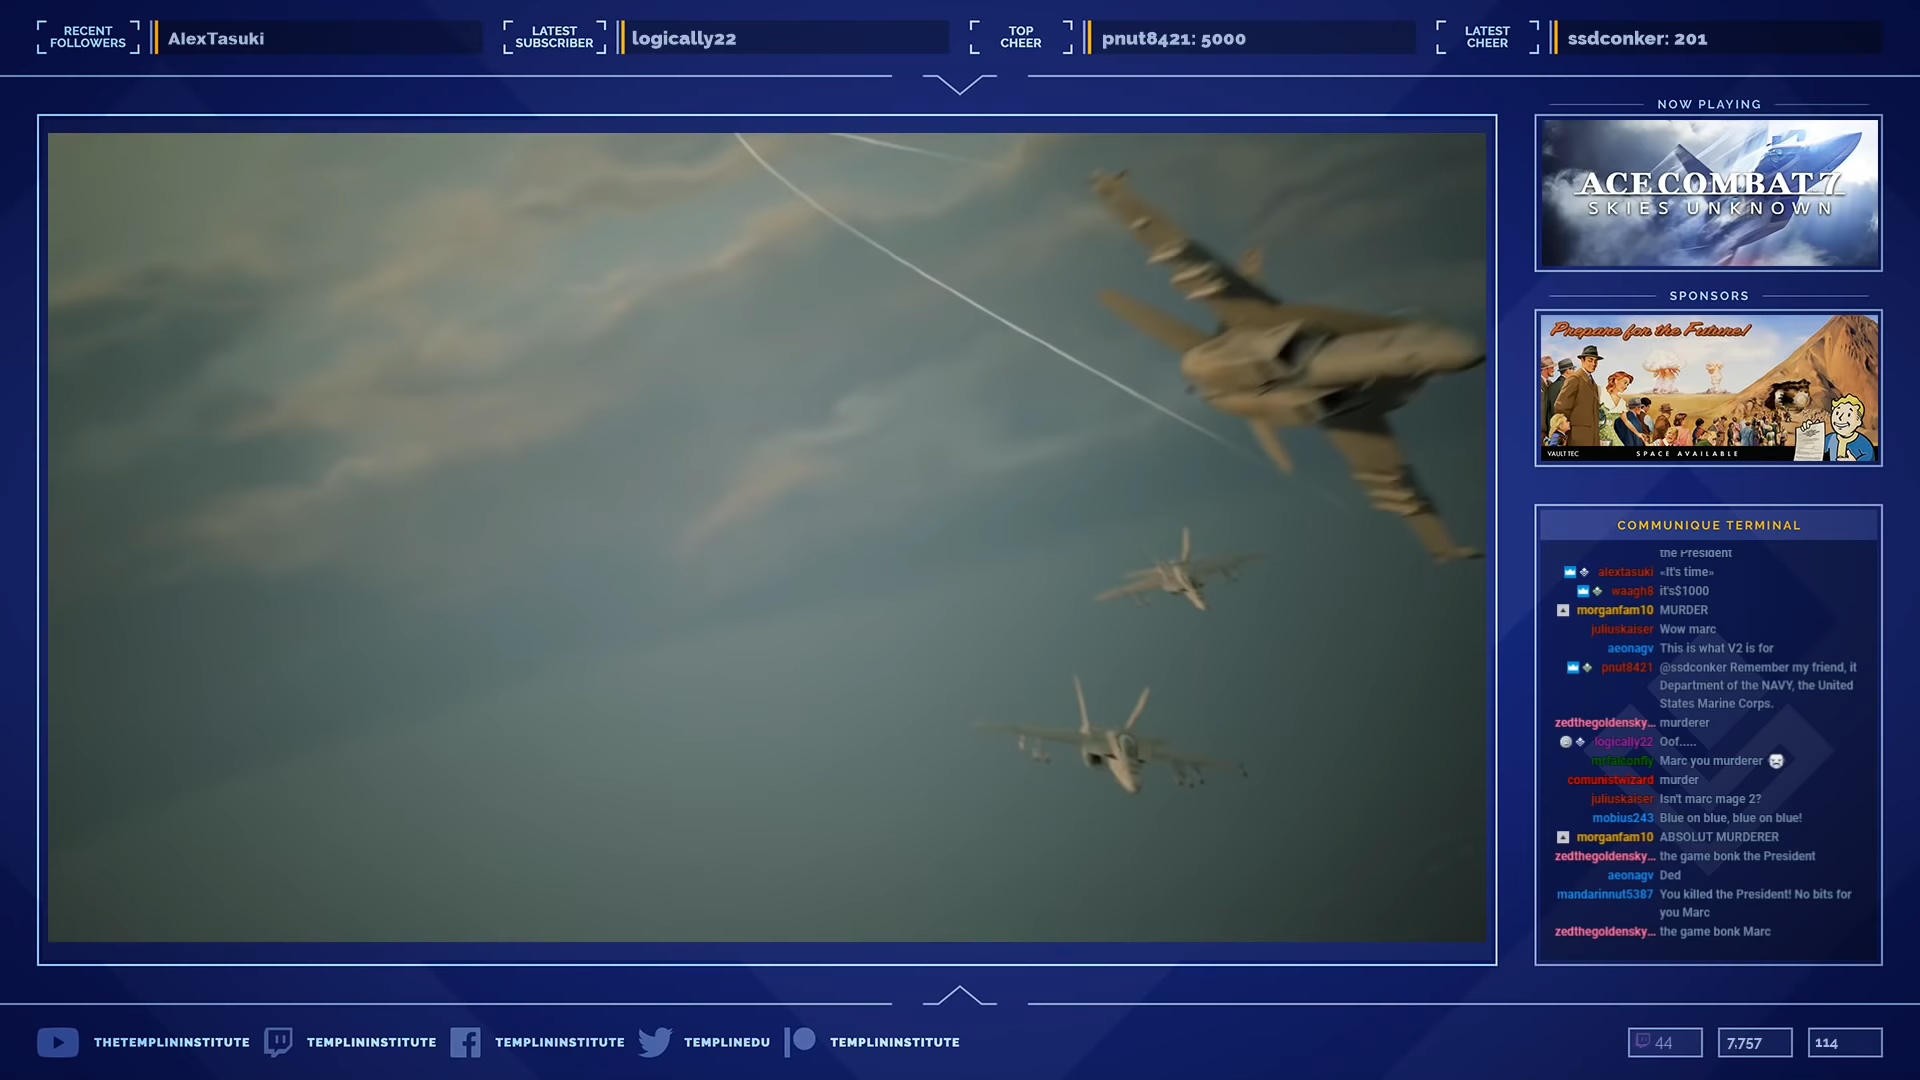 RECENT
FOLLOWERS
AlexTasuki
LATEST
SUBSCRIBER
logically22
TOP
CHEER
pnut8421: 5000
LATEST
CHEER
ssdconker: 201
NOW PLAYING
ACE COMBAT 7
SKIES UNKNOWN
SPONSORS
Prepare for the Future!
VAULT TEC
SPACE AVAILABLE
COMMUNIQUE TERMINAL
the President
alextasuki «It's time»
waagh8 it's$1000
morganfam10 MURDER
juliuskaiser Wow marc
aeonagv This is what V2 is for
pnut8421 @ssdconker Remember my friend, it
Department of the NAVY, the United
States Marine Corps.
zedthegoldensky... murderer
logically22 Oof.....
mrfalconfly Marc you murderer
comunistwizard murder
juliuskaiser Isn't marc mage 2?
mobius243 Blue on blue, blue on blue!
morganfam10 ABSOLUT MURDERER
zedthegoldensky... the game bonk the President
aeonagv Ded
mandarinnut5387 You killed the President! No bits for
you Marc
zedthegoldensky... the game bonk Marc
THETEMPLININSTITUTE
TEMPLININSTITUTE
TEMPLININSTITUTE
TEMPLINEDU
TEMPLININSTITUTE
44
7,757
114